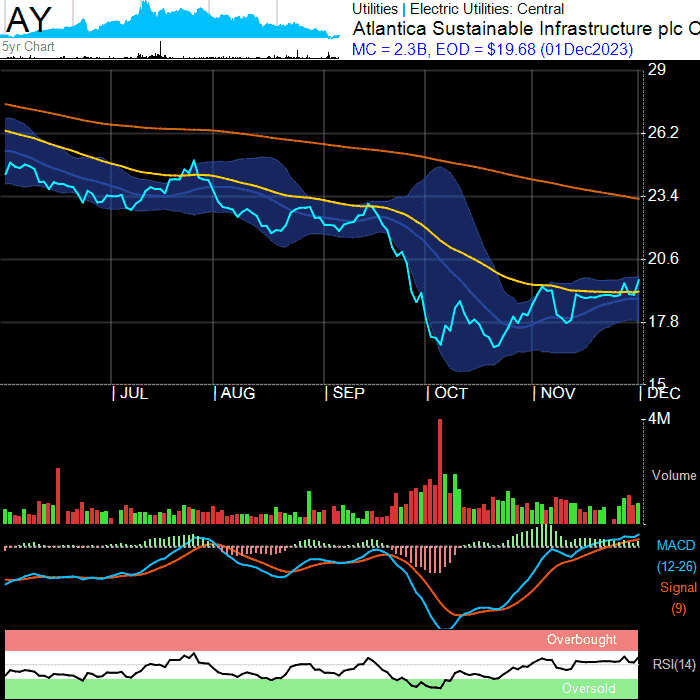 AY
5yr Chart
Utilities | Electric Utilities: Central
Atlantica Sustainable Infrastructure plc O
MC = 2.3B, EOD = $19.68 (01Dec2023)
29
26.2
23.4
20.6
17.8
15
JUL
AUG
SEP
OCT
NOV
DEC
4M
Volume
MACD
(12-26)
Signal
(9)
Overbought
RSI(14)
Oversold